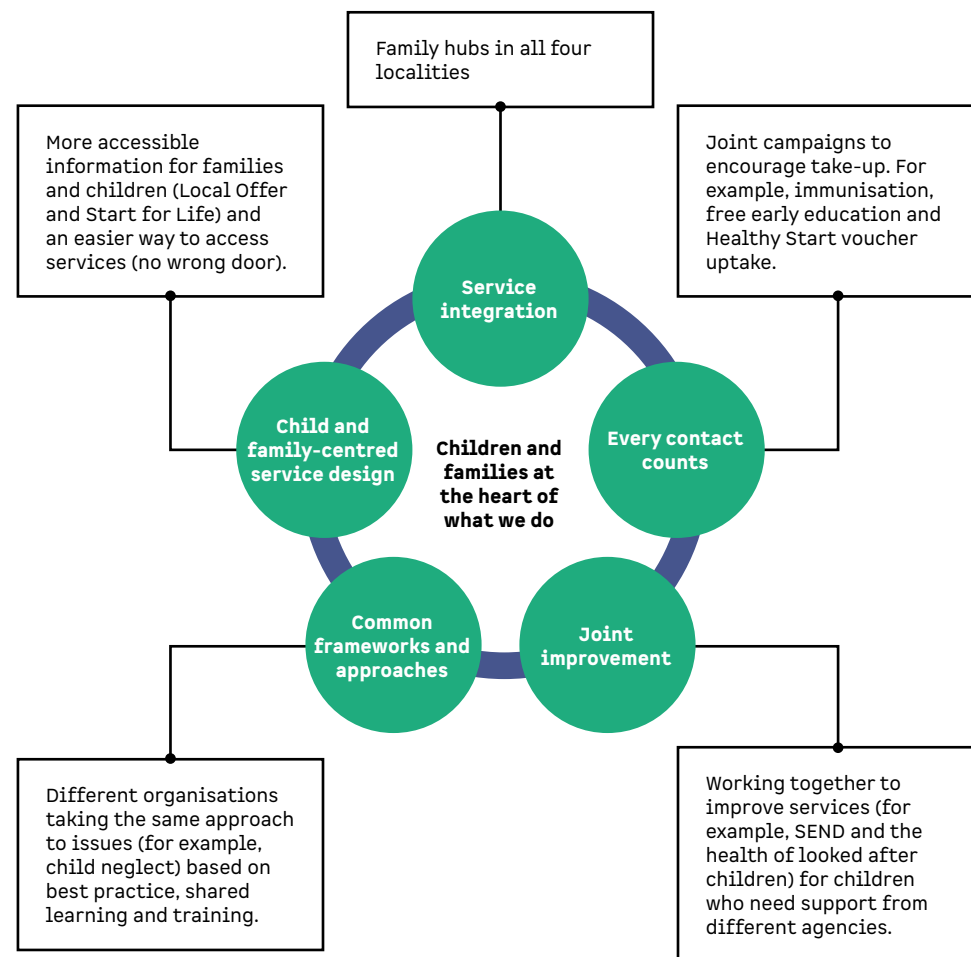 Family hubs in all four
localities
More accessible
information for families
and children (Local Offer
and Start for Life) and
an easier way to access
services (no wrong door).
Joint campaigns to
encourage take-up. For
example, immunisation,
free early education and
Healthy Start voucher
uptake.
Service
integration
Child and
family-centred
service design
Children and
families at
the heart of
what we do
Every contact
counts
Common
frameworks and
approaches
Joint
improvement
Different organisations
taking the same approach
to issues (for example,
child neglect) based on
best practice, shared
learning and training.
Working together to
improve services (for
example, SEND and the
health of looked after
children) for children
who need support from
different agencies.